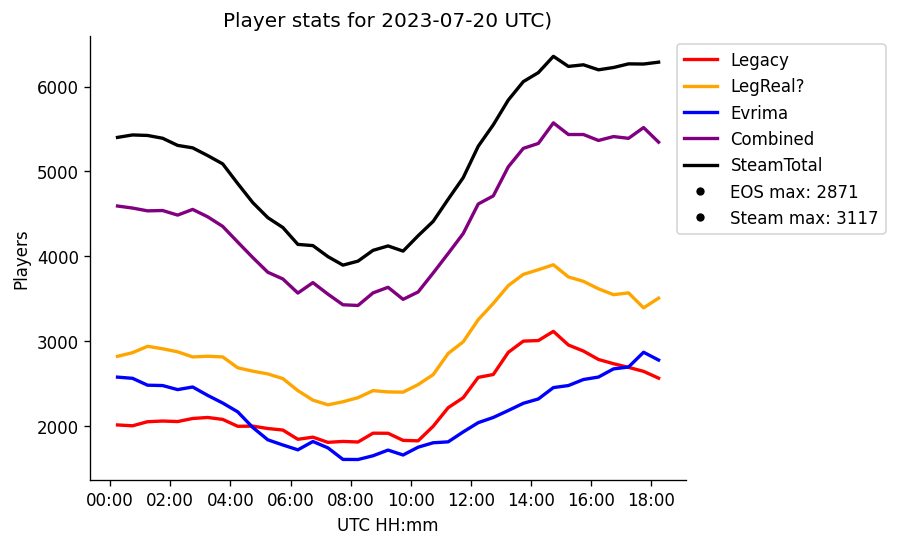 Player stats for 2023-07-20 UTC)
Players
6000
5000
4000
3000
2000
00:00 02:00 04:00 06:00 08:00 10:00 12:00 14:00 16:00 18:00
UTC HH:mm
Legacy
LegReal?
Evrima
Combined
SteamTotal
EOS max: 2871
Steam max: 3117